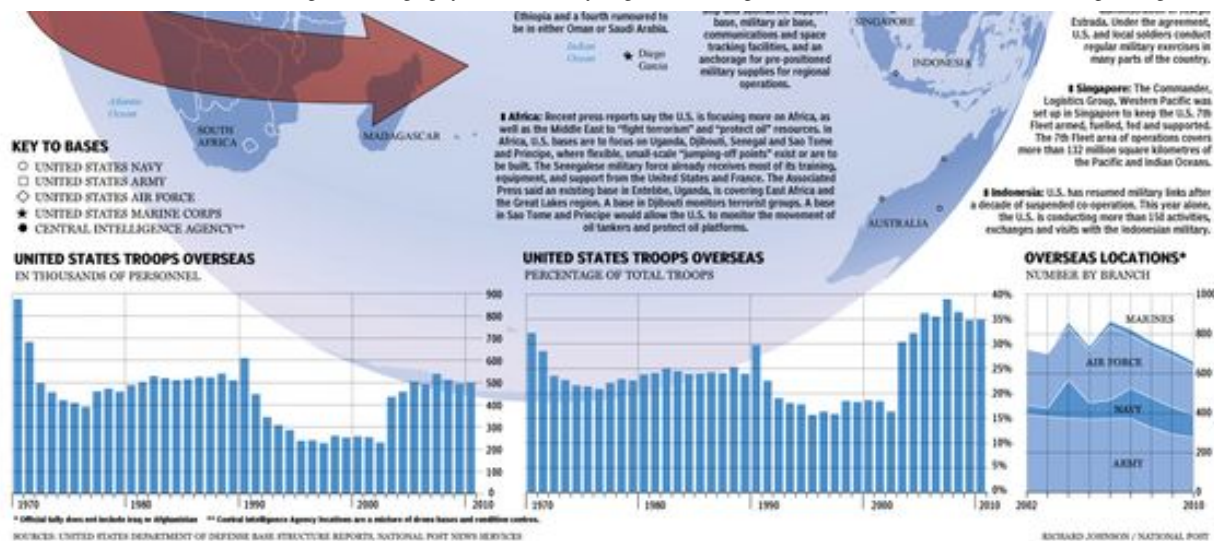 Ethiopia and a fourth rumoured to
be in either Oman or Saudi Arabia.
Indian
Ocean
Diego
Garcia
base, military air base,
communications and space
tracking facilities, and an
anchorage for pre-positioned
military supplies for regional
operations.
SINGAPORE
INDONESIA
Estrada. Under the agreement,
U.S. and local soldiers conduct
regular military exercises in
many parts of the country.
Singapore: The Commander,
Logistics Group, Western Pacific was
set up in Singapore to keep the U.S. 7th
Fleet armed, fuelled, fed and supported.
The 7th Fleet area of operations covers
more than 132 million square kilometres of
the Pacific and Indian Oceans.
Indonesia: U.S. has resumed military links after
a decade of suspended co-operation. This year alone,
the U.S. is conducting more than 150 activities,
exchanges and visits with the Indonesian military.
Atlantic
Ocean
SOUTH
AFRICA
MADAGASCAR
AUSTRALIA
Africa: Recent press reports say the U.S. is focusing more on Africa, as
well as the Middle East to "fight terrorism" and "protect oil" resources. In
Africa, U.S. bases are to focus on Uganda, Djibouti, Senegal and Sao Tome
and Principe, where flexible, small-scale "jumping-off points" exist or are to
be built. The Senegalese military force already receives most of its training,
equipment, and support from the United States and France. The Associated
Press said an existing base in Entebbe, Uganda, is covering East Africa and
the Great Lakes region. A base in Djibouti monitors terrorist groups. A base
in Sao Tome and Principe would allow the U.S. to monitor the movement of
oil tankers and protect oil platforms.
KEY TO BASES
UNITED STATES NAVY
UNITED STATES ARMY
UNITED STATES AIR FORCE
UNITED STATES MARINE CORPS
CENTRAL INTELLIGENCE AGENCY**
UNITED STATES TROOPS OVERSEAS
IN THOUSANDS OF PERSONNEL
900
800
700
600
500
400
300
200
100
0
1970
1980
1990
2000
2010
UNITED STATES TROOPS OVERSEAS
PERCENTAGE OF TOTAL TROOPS
40%
35%
30%
25%
20%
15%
10%
5%
0%
1970
1980
1990
2000
2010
OVERSEAS LOCATIONS*
NUMBER BY BRANCH
1000
800
600
400
200
0
MARINES
AIR FORCE
NAVY
ARMY
2002
2010
* Official tally does not include Iraq or Afghanistan ** Central Intelligence Agency locations are a mixture of drone bases and rendition centres.
SOURCES: UNITED STATES DEPARTMENT OF DEFENSE BASE STRUCTURE REPORTS, NATIONAL POST NEWS SERVICES
RICHARD JOHNSON / NATIONAL POST